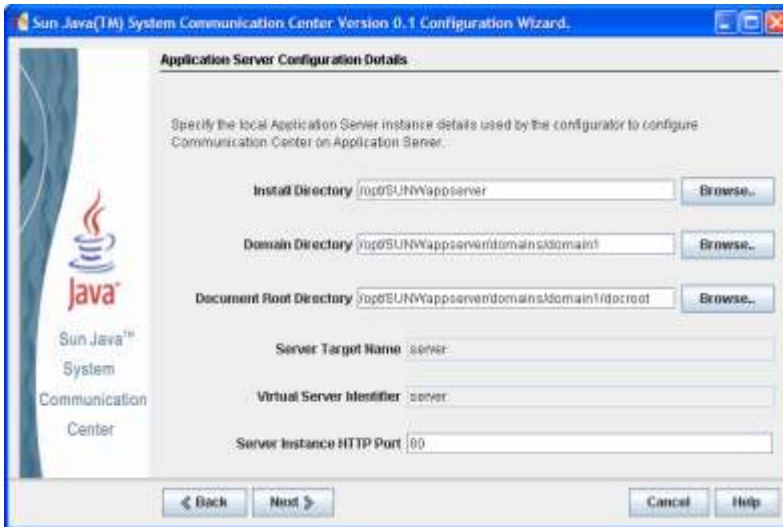 Sun Java(TM) System Communication Center Version 0.1 Configuration Wizard.
Application Server Configuration Details
Specify the local Application Server instance details used by the configurator to configure
Communication Center on Application Server.
Install Directory /opt/SUNWappserver Browse..
Domain Directory /opt/SUNWappserver/domains/domain1 Browse..
Document Root Directory /opt/SUNWappserver/domains/domain1/docroot Browse..
Server Target Name server
Virtual Server Identifier server
Server Instance HTTP Port 80
Java™
Sun Java™
System
Communication
Center
Back Next Cancel Help